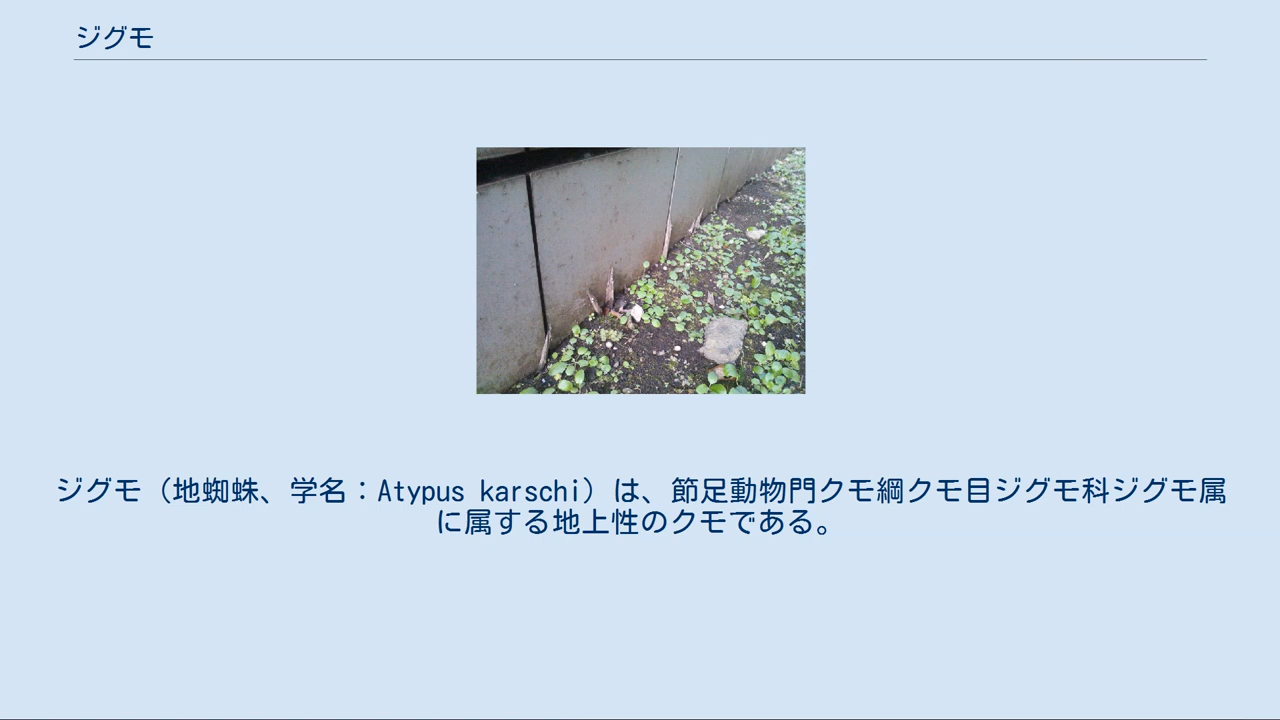 ジグモ
ジグモ（地蜘蛛、学名：Atypus karschi）は、節足動物門クモ綱クモ目ジグモ科ジグモ属
に属する地上性のクモである。